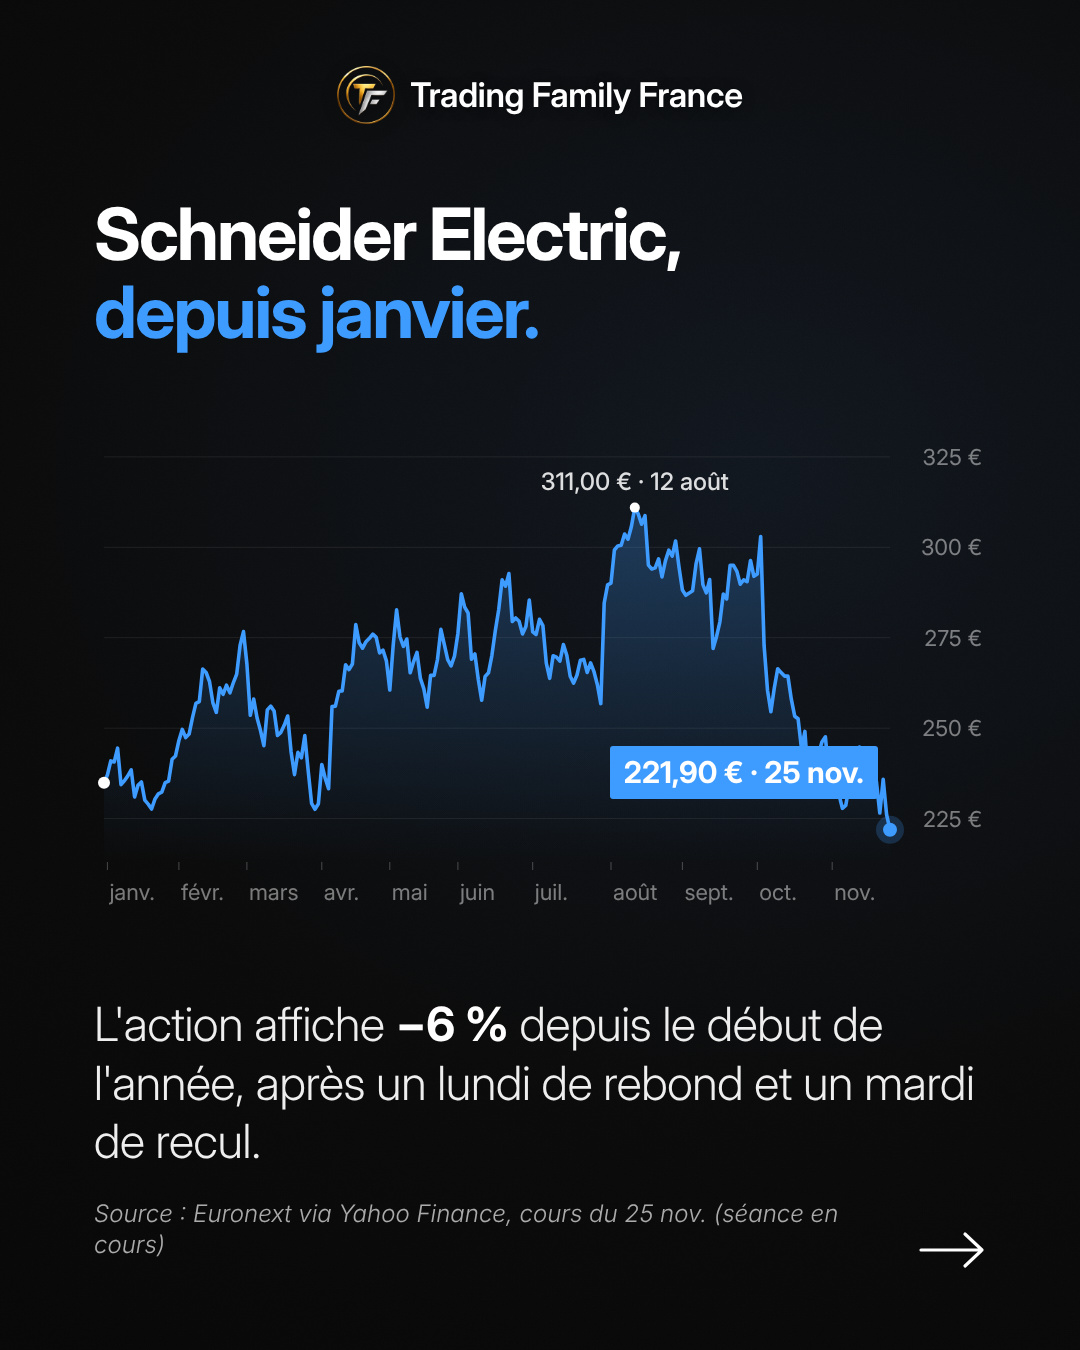 TF
Trading Family France
Schneider Electric,
depuis janvier.
325 €
311,00 € · 12 août
300 €
275 €
250 €
221,90 € · 25 nov.
225 €
janv. févr. mars avr. mai juin juil. août sept. oct. nov.
L'action affiche −6 % depuis le début de
l'année, après un lundi de rebond et un mardi
de recul.
Source : Euronext via Yahoo Finance, cours du 25 nov. (séance en
cours)